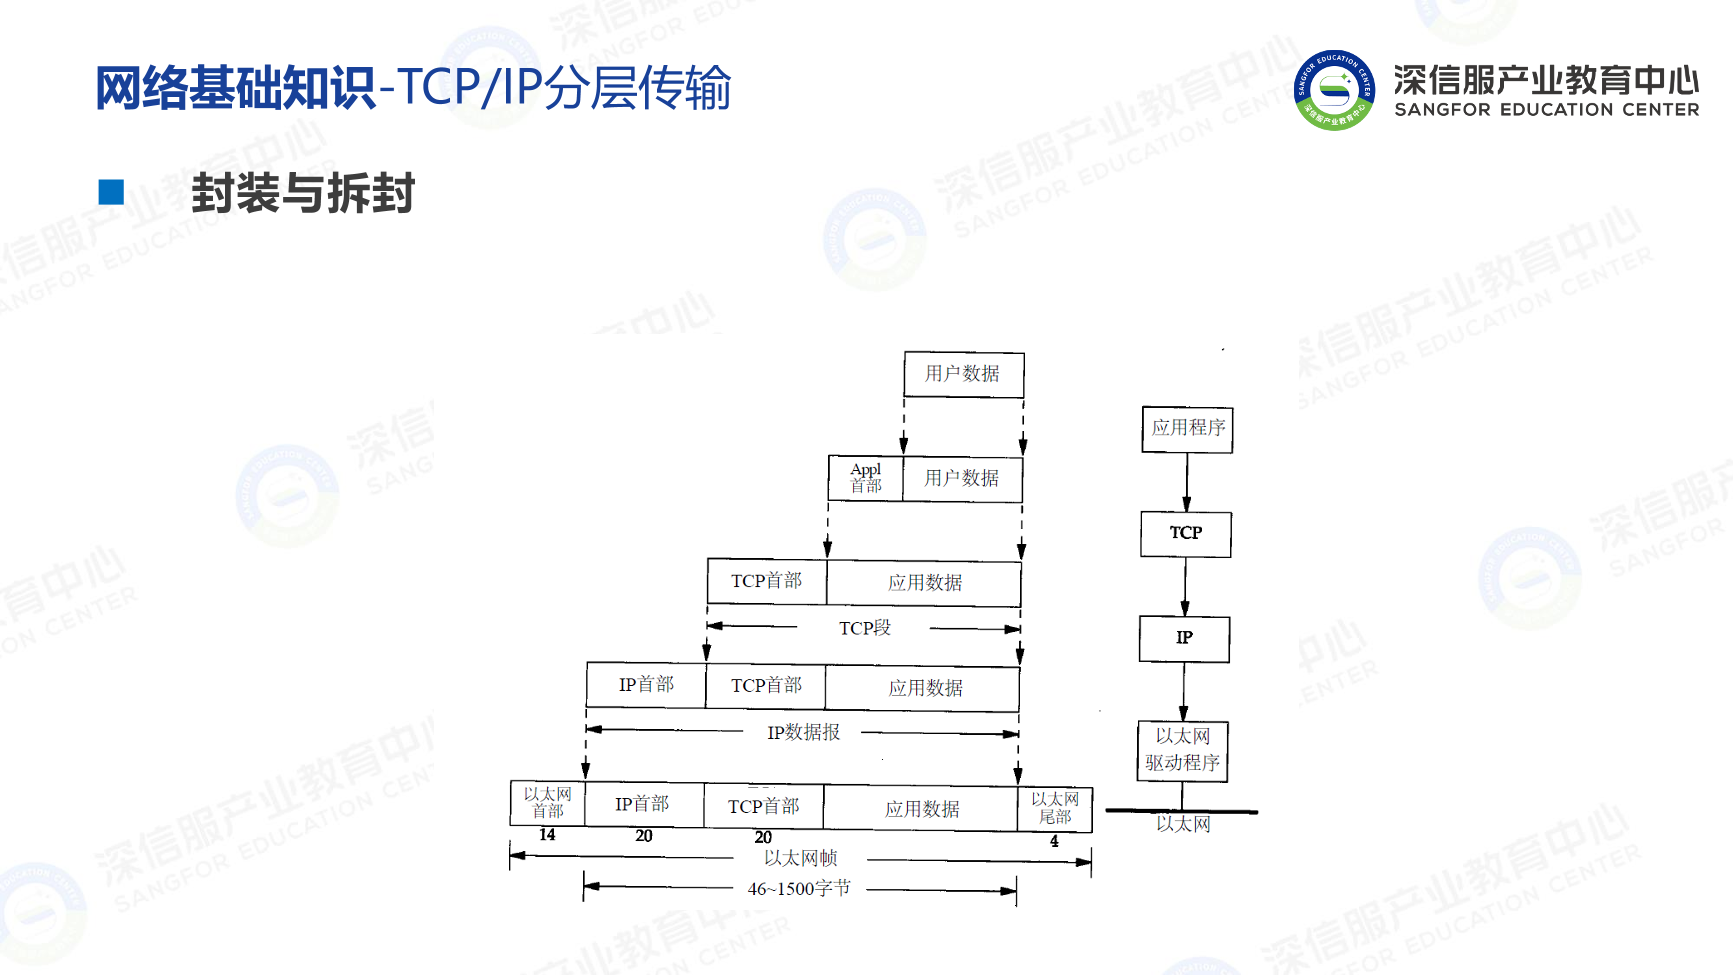 网络基础知识-TCP/IP分层传输
深信服产业教育中心
SANGFOR EDUCATION CENTER
封装与拆封
用户数据
应用程序
Appl
首部
用户数据
TCP
TCP首部
应用数据
TCP段
IP
IP首部
TCP首部
应用数据
IP数据报
以太网
驱动程序
以太网
首部
IP首部
TCP首部
应用数据
以太网
尾部
以太网
14
20
20
4
以太网帧
46~1500字节